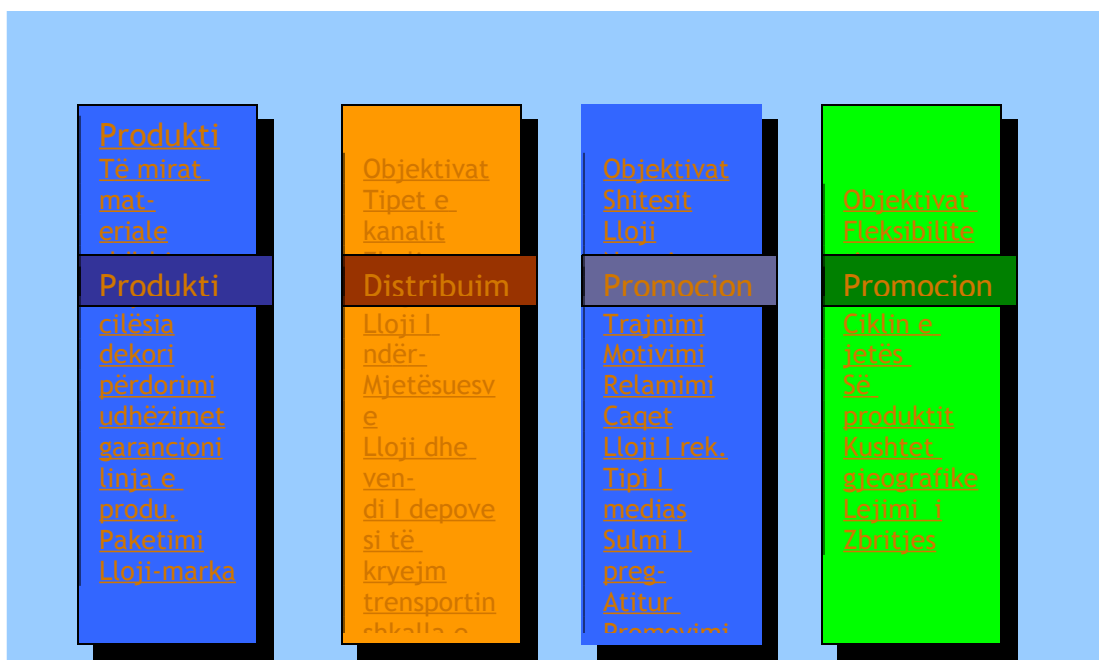 Produkti
Të mirat
mat-
eriale
Produkti
cilësia
dekori
përdorimi
udhëzimet
garancioni
linja e
produ.
Paketimi
Lloji-marka
Objektivat
Tipet e
kanalit
Distribuim
Lloji I
ndër-
Mjetësuesv
e
Lloji dhe
ven-
di I depove
si të
kryejm
trensportin
shkalla e
Objektivat
Shitesit
Lloji
Promocion
Trajnimi
Motivimi
Relamimi
Caqet
Lloji I rek.
Tipi I
medias
Sulmi I
preg-
Atitur
Promovimi
Objektivat
Fleksibilite
Promocion
Ciklin e
jetës
Së
produktit
Kushtet
gjeografike
Lejimi i
Zbritjes